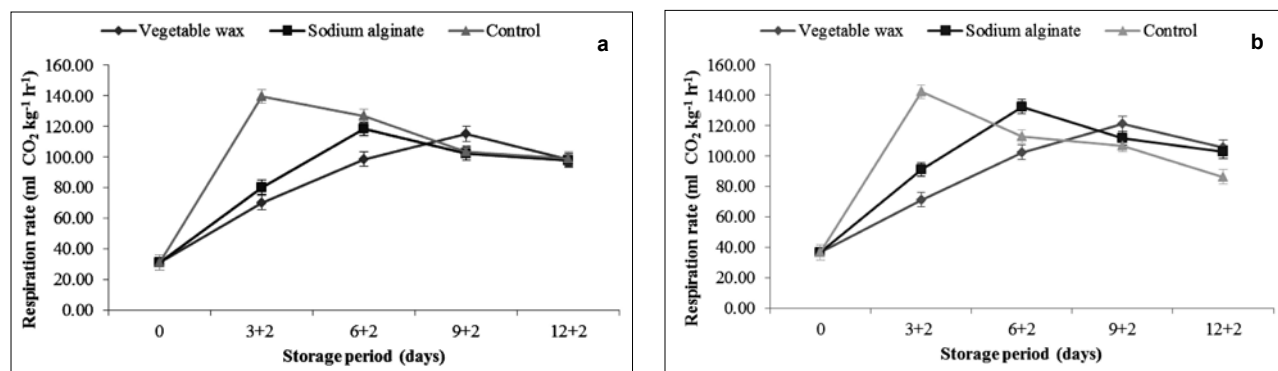 Vegetable wax Sodium alginate Control
a
Respiration rate (ml CO2 kg-1 hr1)
160.00
140.00
120.00
100.00
80.00
60.00
40.00
20.00
0.00
0 3+2 6+2 9+2 12+2
Storage period (days)
Vegetable wax Sodium alginate Control
b
Respiration rate (ml CO2 kg-1 hr1)
160.00
140.00
120.00
100.00
80.00
60.00
40.00
20.00
0.00
0 3+2 6+2 9+2 12+2
Storage period (days)